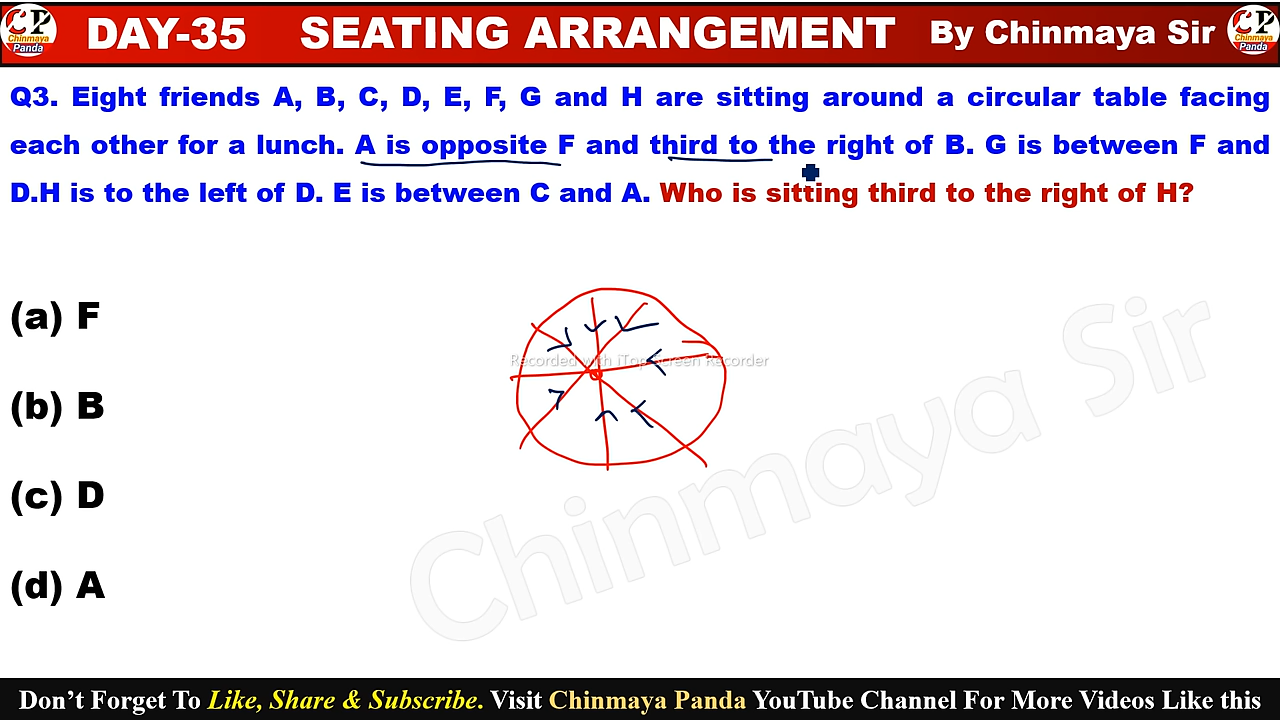 Chinmaya
Panda
DAY-35 SEATING ARRANGEMENT By Chinmaya Sir
Chinmaya
Panda
Q3. Eight friends A, B, C, D, E, F, G and H are sitting around a circular table facing
each other for a lunch. A is opposite F and third to the right of B. G is between F and
D.H is to the left of D. E is between C and A. Who is sitting third to the right of H?
(a) F
Recorded with iTop Screen Recorder
(b) B
(c) D
(d) A
Chinmaya Sir
Don't Forget To Like, Share & Subscribe. Visit Chinmaya Panda YouTube Channel For More Videos Like this